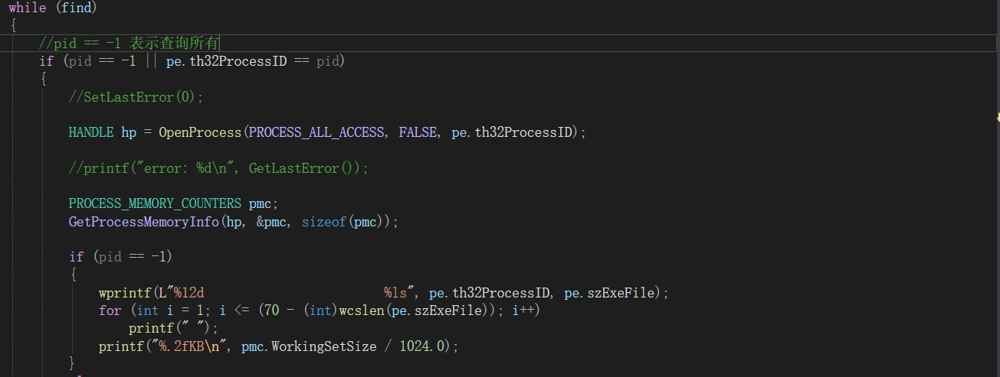 while (find)
{
//pid == -1 表示查询所有
if (pid == -1 || pe.th32ProcessID == pid)
{
//SetLastError(0);
HANDLE hp = OpenProcess(PROCESS_ALL_ACCESS, FALSE, pe.th32ProcessID);
//printf("error: %d\n", GetLastError());
PROCESS_MEMORY_COUNTERS pmc;
GetProcessMemoryInfo(hp, &pmc, sizeof(pmc));
if (pid == -1)
{
wprintf(L"%12d                              %ls", pe.th32ProcessID, pe.szExeFile);
for (int i = 1; i <= (70 - (int)wcslen(pe.szExeFile)); i++)
printf(" ");
printf("%.2fKB\n", pmc.WorkingSetSize / 1024.0);
}